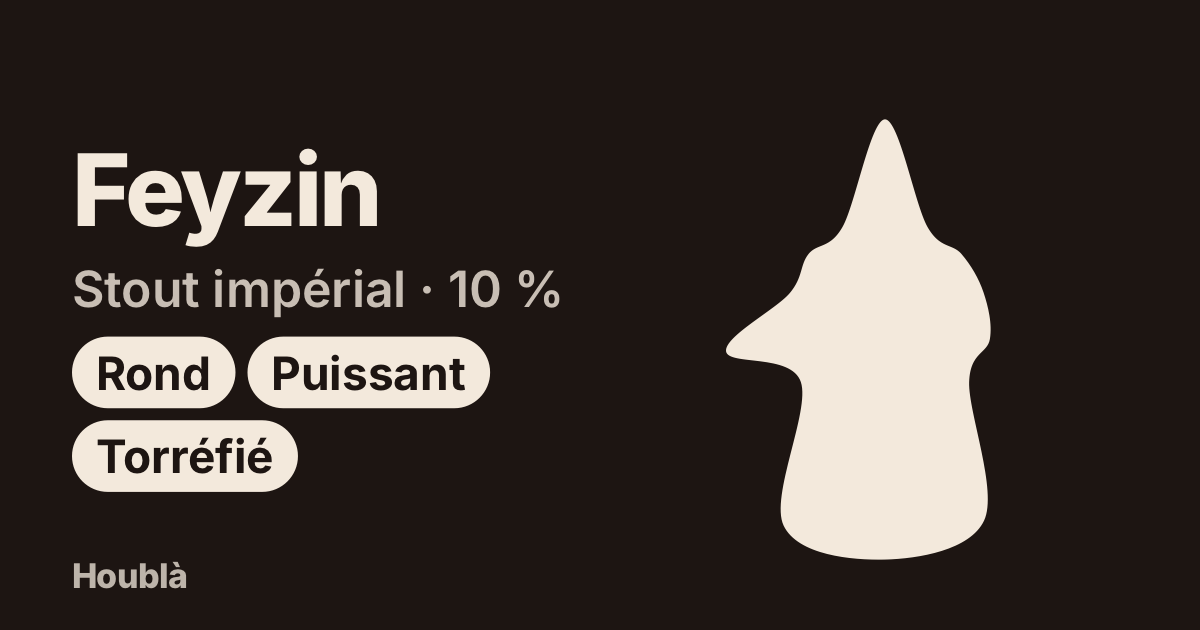 Feyzin
Stout impérial · 10 %
Rond Puissant
Torréfié
Houblà